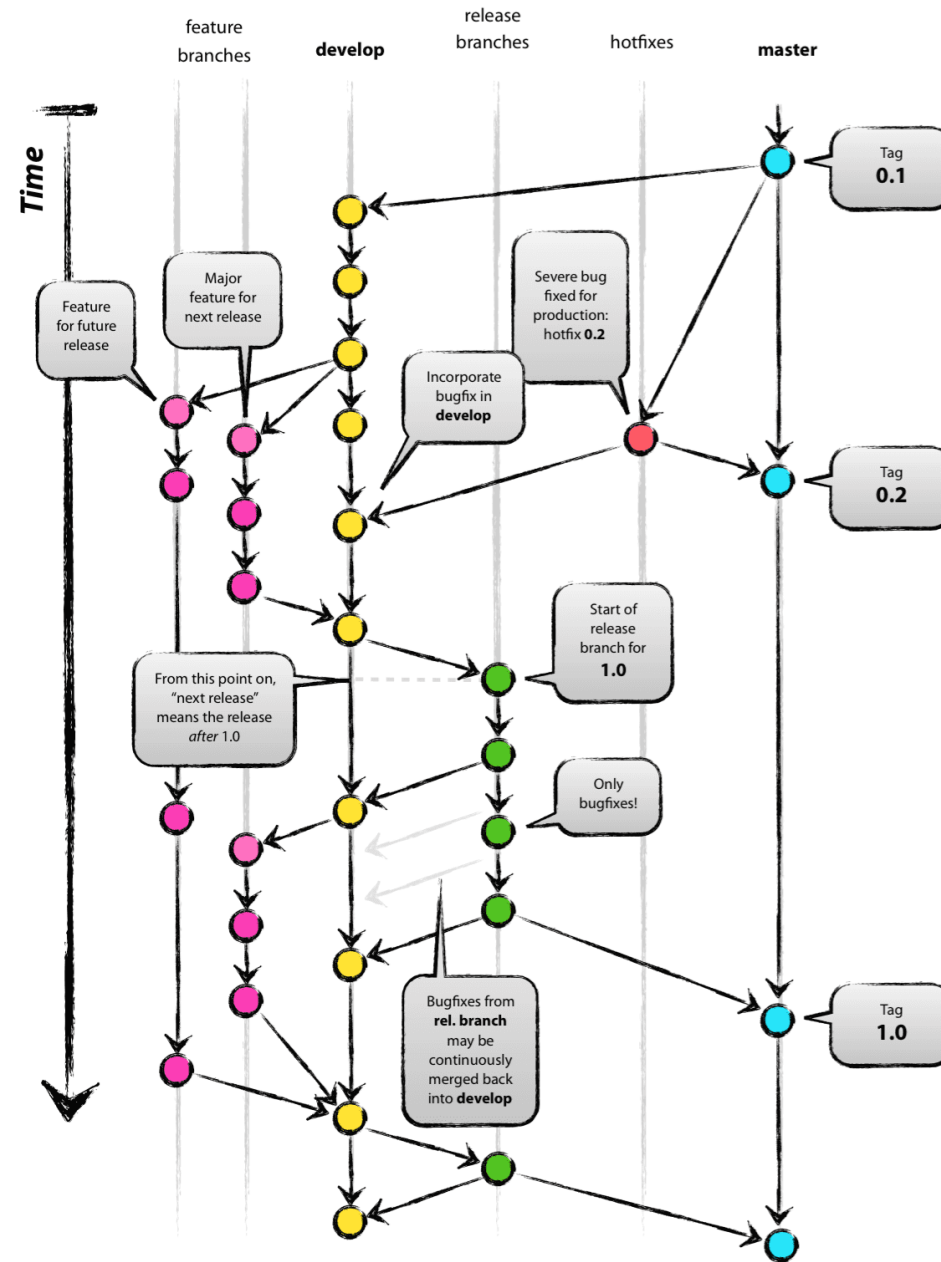 feature
branches
develop
release
branches
hotfixes
master
Time
Tag
0.1
Severe bug
fixed for
production:
hotfix 0.2
Major
feature for
next release
Feature
for future
release
Incorporate
bugfix in
develop
Tag
0.2
Start of
release
branch for
1.0
From this point on,
“next release”
means the release
after 1.0
Only
bugfixes!
Bugfixes from
rel. branch
may be
continuously
merged back
into develop
Tag
1.0